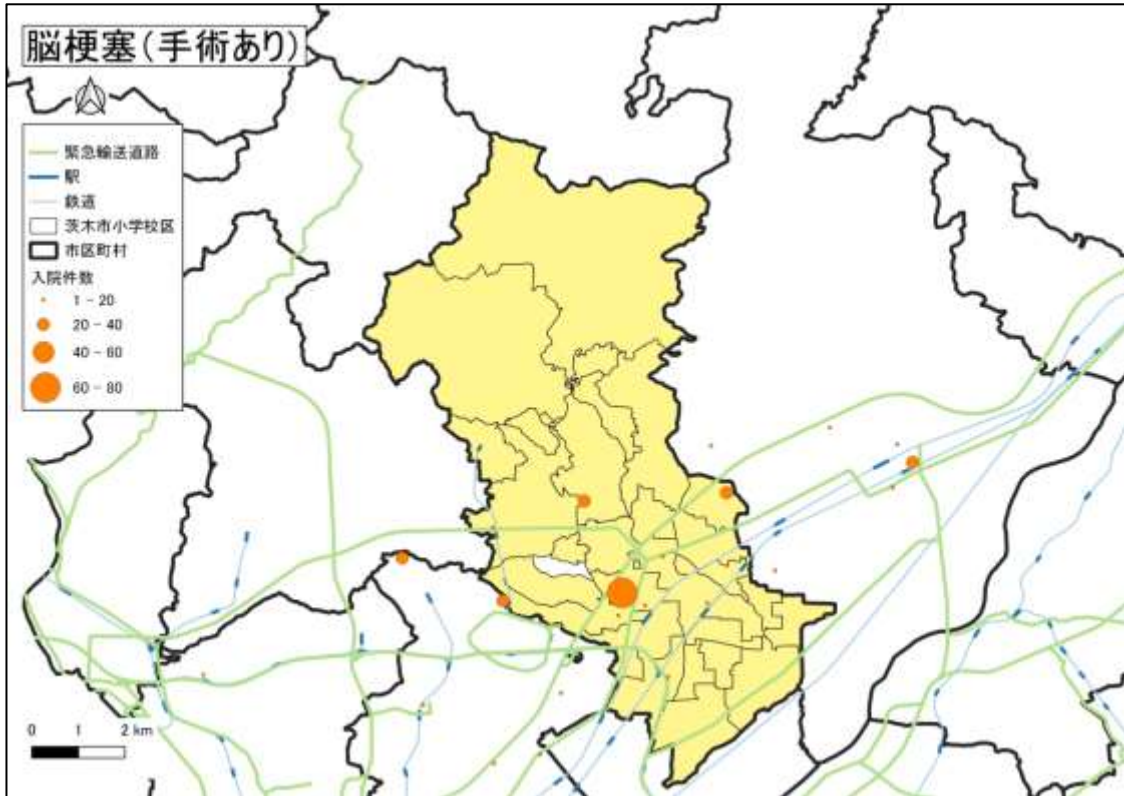 脳梗塞(手術あり)
緊急輸送道路
駅
鉄道
茨木市小学校区
市区町村
入院件数
1 - 20
20 - 40
40 - 60
60 - 80
0 1 2 km